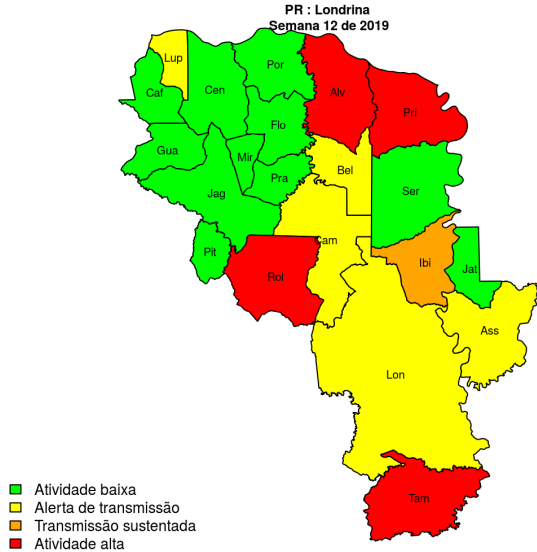 PR : Londrina
Semana 12 de 2019
Lup
Por
Caf
Cen
Alv
Pri
Flo
Gua
Mir
Bel
Pra
Jag
Ser
Cam
Pit
Ibi
Jat
Rol
Ass
Lon
Tam
Atividade baixa
Alerta de transmissão
Transmissão sustentada
Atividade alta